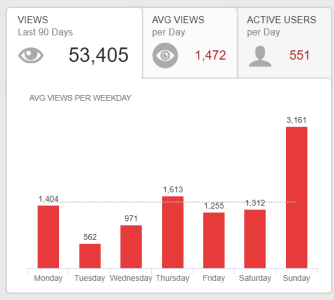 VIEWS
Last 90 Days
53,405
AVG VIEWS
per Day
1,472
ACTIVE USERS
per Day
551
AVG VIEWS PER WEEKDAY
3,161
1,613
1,404
1,312
1,255
971
562
Monday Tuesday Wednesday Thursday Friday Saturday Sunday